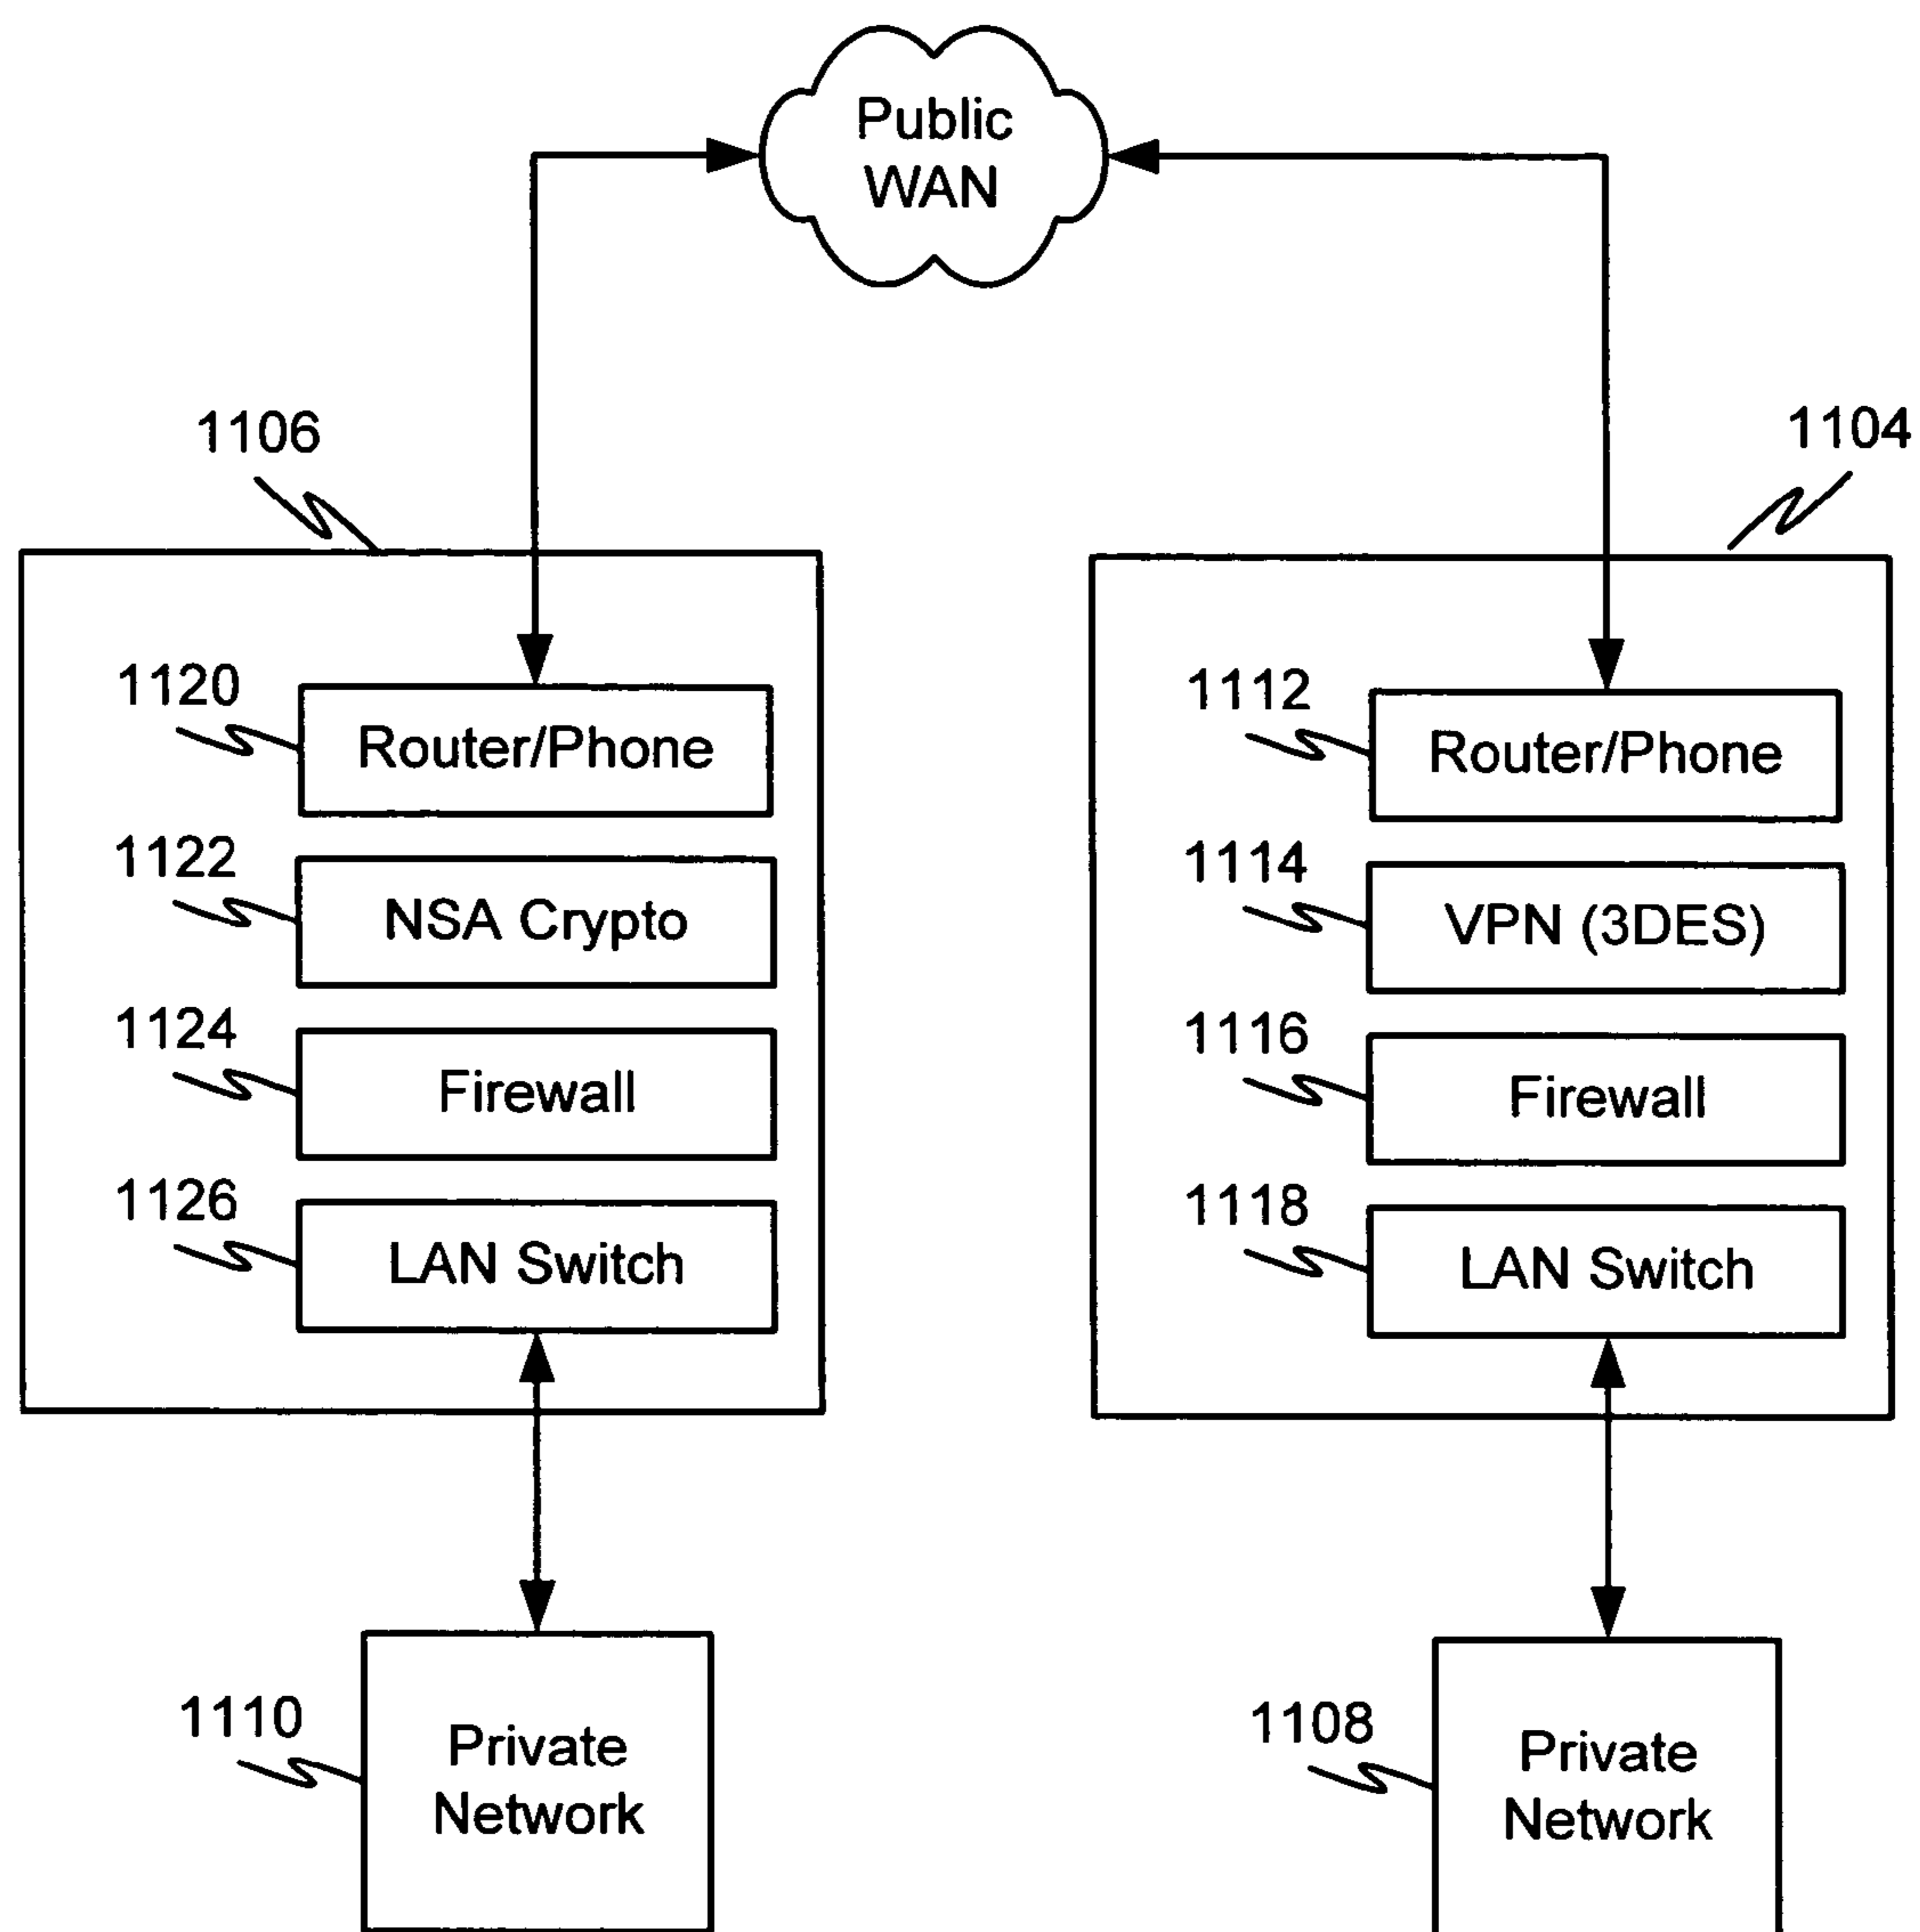 Public
WAN
1106
1104
1120
Router/Phone
1112
Router/Phone
1122
NSA Crypto
1114
VPN (3DES)
1124
Firewall
1116
Firewall
1126
LAN Switch
1118
LAN Switch
1110
Private
Network
1108
Private
Network